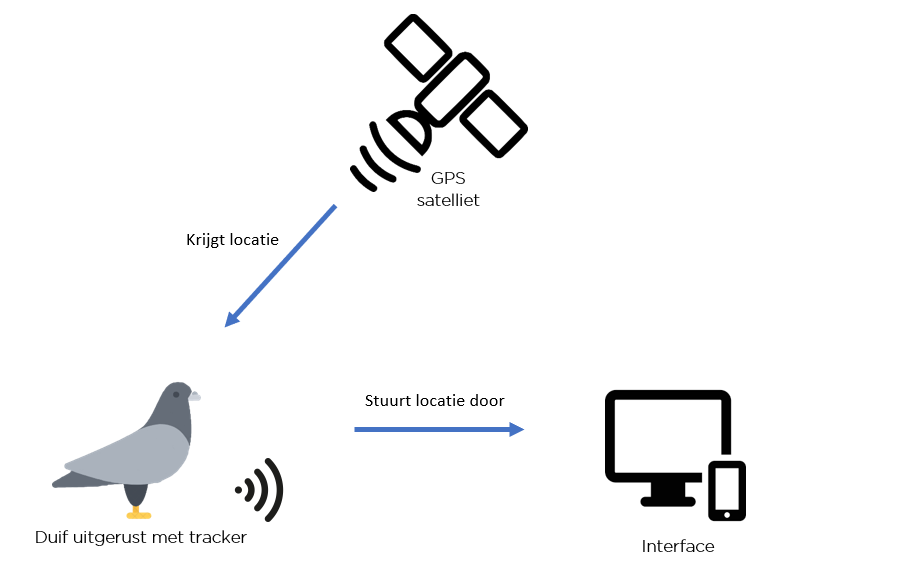 GPS
satelliet
Krijgt locatie
Stuurt locatie door
Duif uitgerust met tracker
Interface